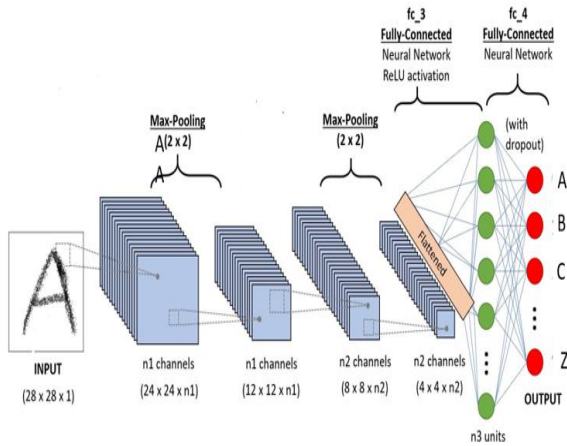 fc_3
Fully-Connected
Neural Network
ReLU activation
fc_4
Fully-Connected
Neural Network
Max-Pooling
A(2 x 2)
A
Max-Pooling
(2 x 2)
(with
dropout)
Flattened
A
B
C
Z
INPUT
(28 x 28 x 1)
n1 channels
(24 x 24 x n1)
n1 channels
(12 x 12 x n1)
n2 channels
(8 x 8 x n2)
n2 channels
(4 x 4 x n2)
OUTPUT
n3 units